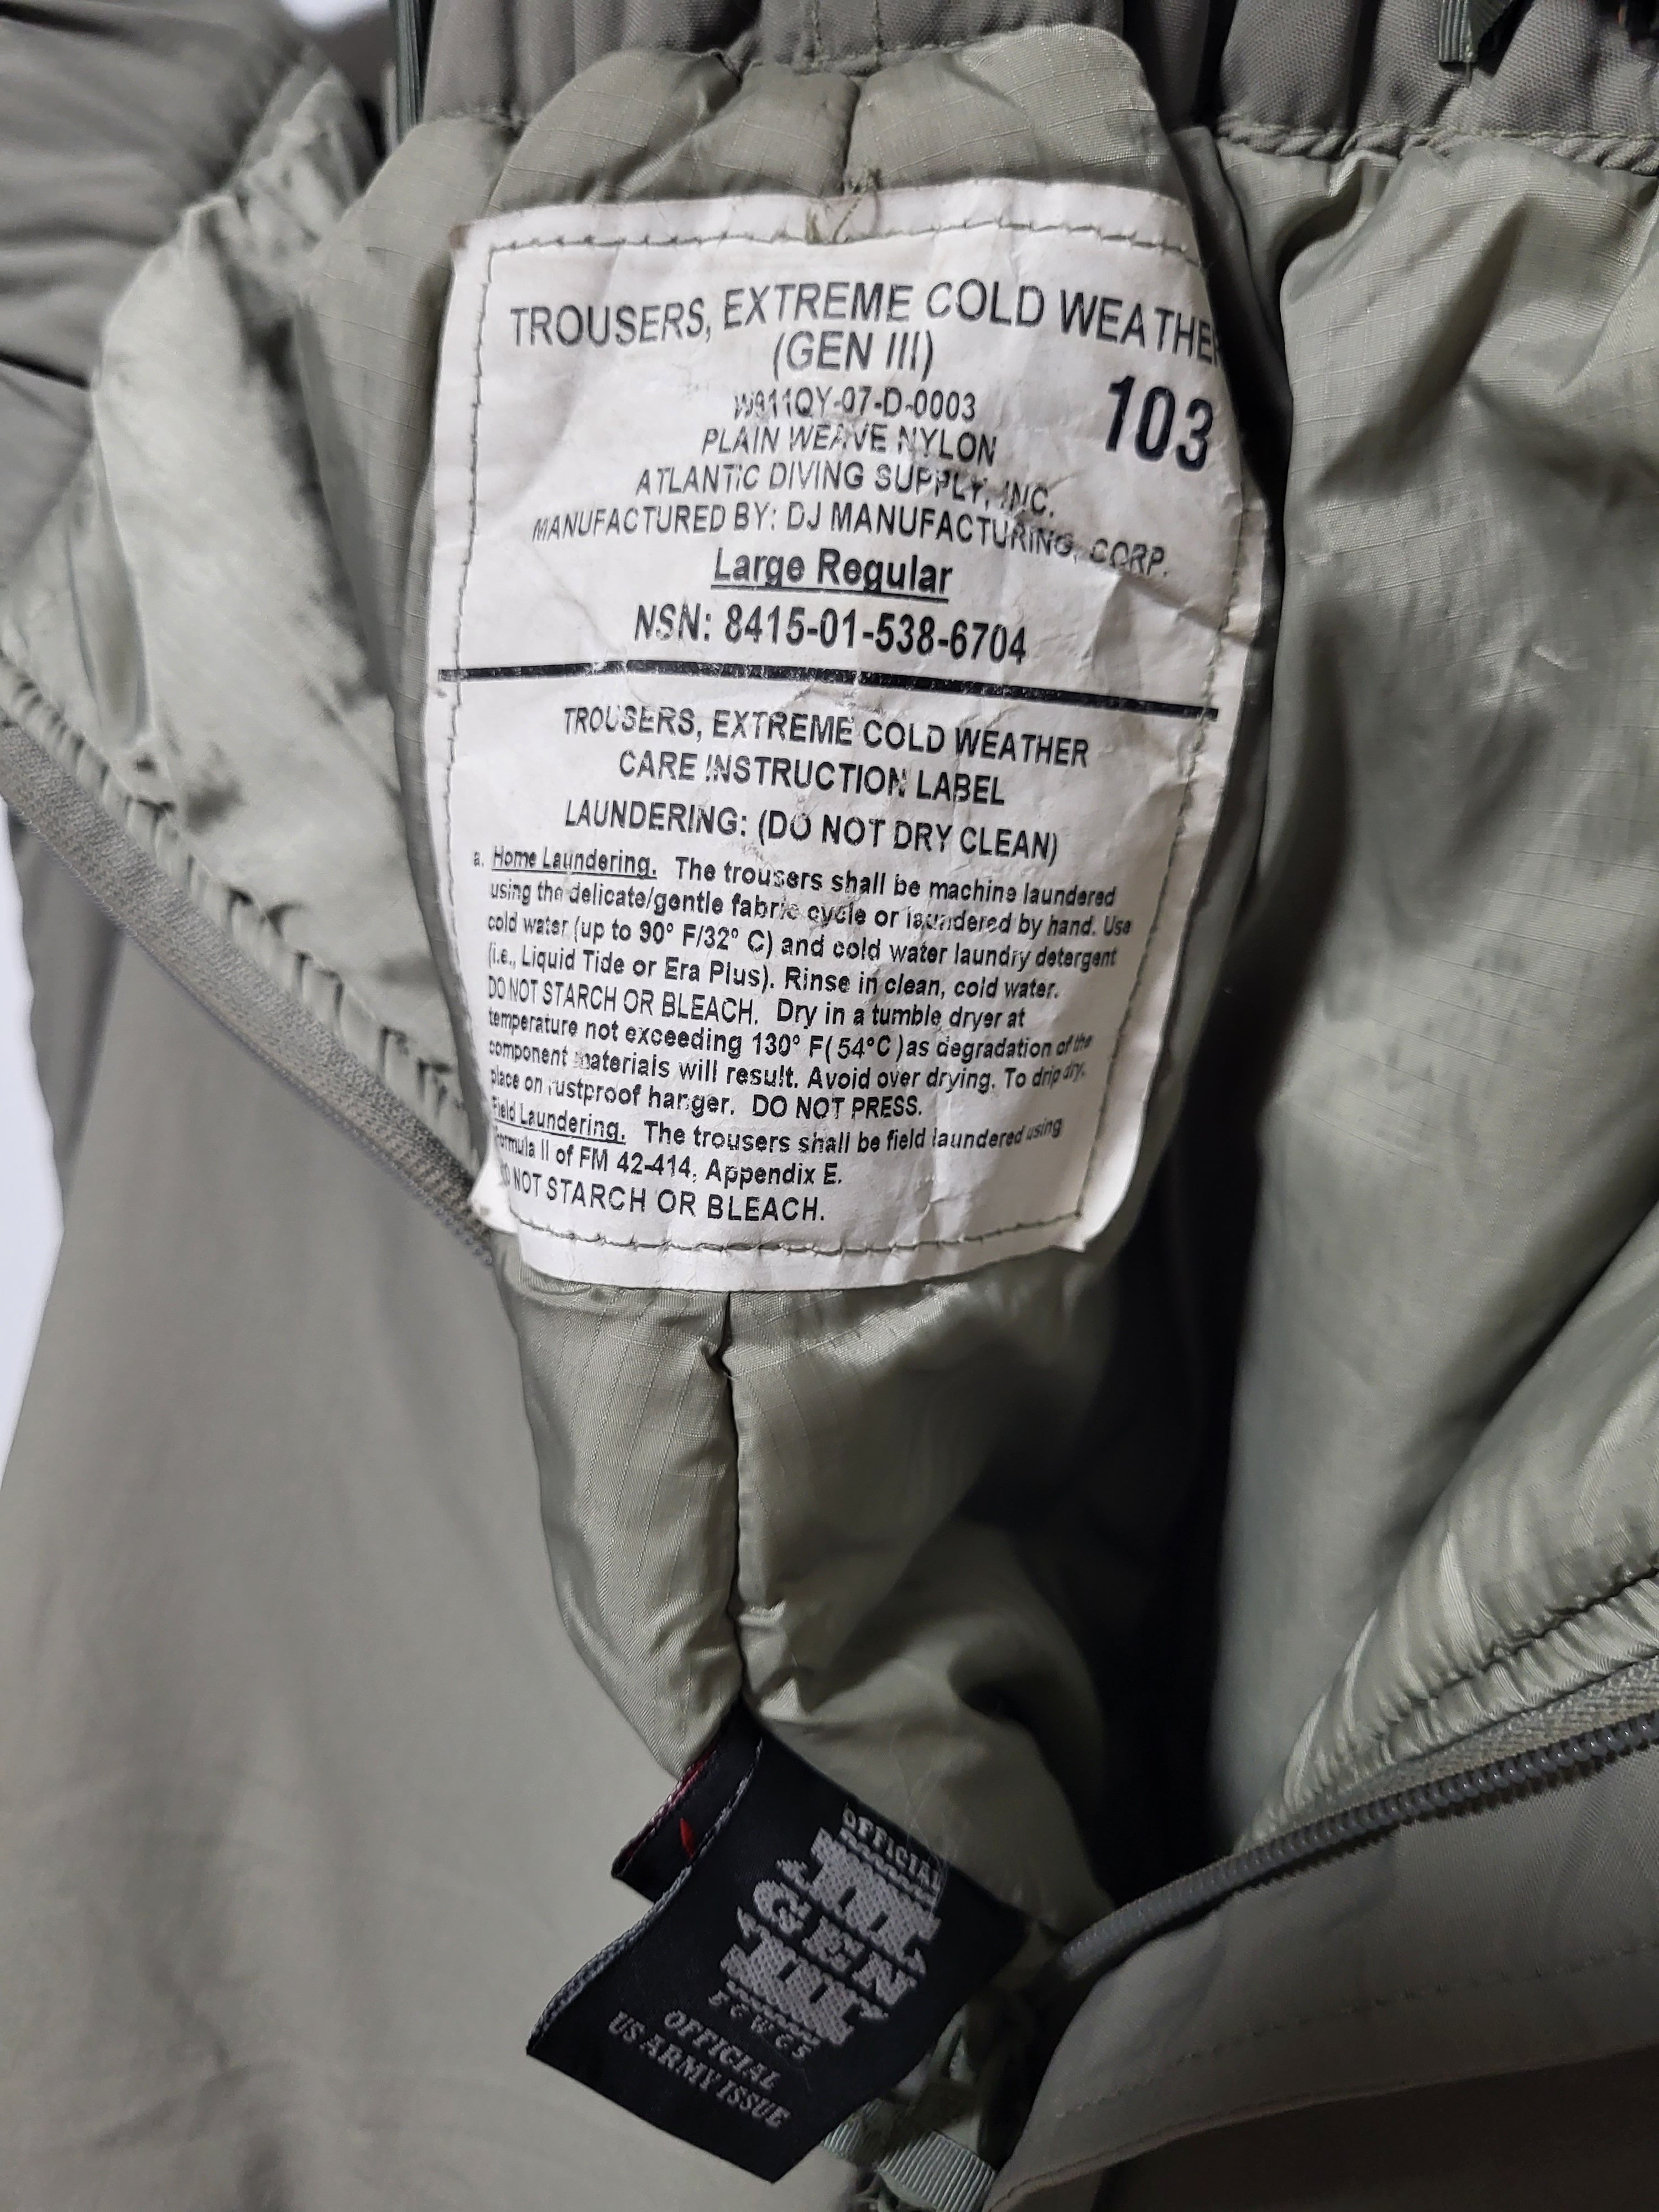 TROUSERS, EXTREME COLD WEATHE
(GEN III)
W911QY-07-D-0003
103
PLAIN WEAVE NYLON
ATLANTIC DIVING SUPPLY, INC.
MANUFACTURED BY: DJ MANUFACTURING, CORP.
Large Regular
NSN: 8415-01-538-6704
TROUSERS, EXTREME COLD WEATHER
CARE INSTRUCTION LABEL
LAUNDERING: (DO NOT DRY CLEAN)
a. Home Laundering. The trousers shall be machine laundered
using the delicate/gentle fabric cycle or laundered by hand. Use
cold water (up to 90° F/32° C) and cold water laundry detergent
(i.e., Liquid Tide or Era Plus). Rinse in clean, cold water.
DO NOT STARCH OR BLEACH. Dry in a tumble dryer at
temperature not exceeding 130° F( 54°C )as degradation of the
component materials will result. Avoid over drying. To drip dry,
place on rustproof hanger. DO NOT PRESS.
Field Laundering. The trousers shall be field laundered using
Formula II of FM 42-414, Appendix E.
DO NOT STARCH OR BLEACH.
OFFICIAL
GEN
III
ECWCS
OFFICIAL
US ARMY ISSUE